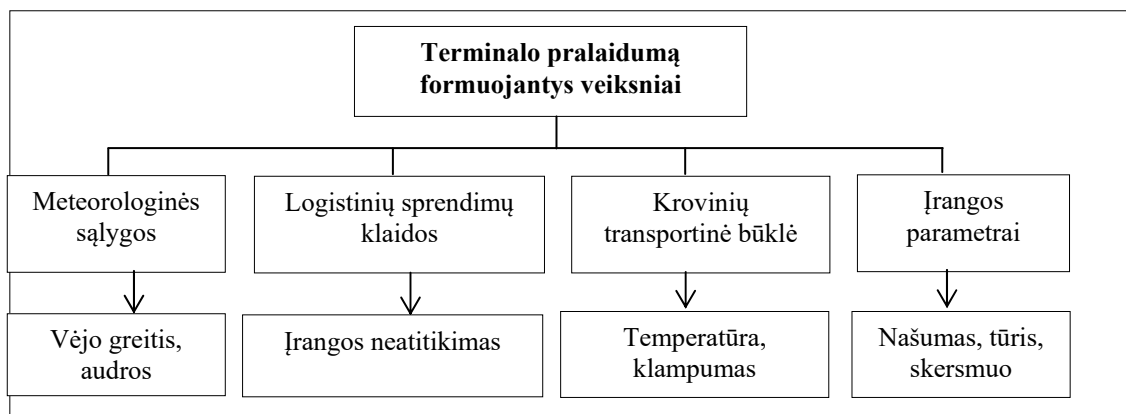 Terminalo pralaidumą
formuojantys veiksniai
Meteorologinės
sąlygos
Logistinių sprendimų
klaidos
Krovinių
transportinė būklė
Įrangos
parametrai
Vėjo greitis,
audros
Įrangos neatitikimas
Temperatūra,
klampumas
Našumas, tūris,
skersmuo